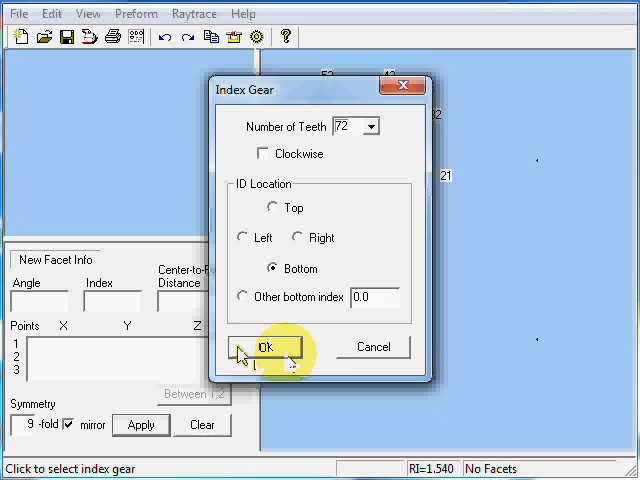 File Edit View Preform Raytrace Help
Index Gear
Number of Teeth 72
Clockwise
21
ID Location
Top
Left Right
Bottom
Other bottom index 0.0
OK Cancel
New Facet Info
Angle Index Distance
Points X Y Z
1
2
3
Between 1,2
Symmetry
9 -fold mirror Apply Clear
Click to select index gear RI=1.540 No Facets